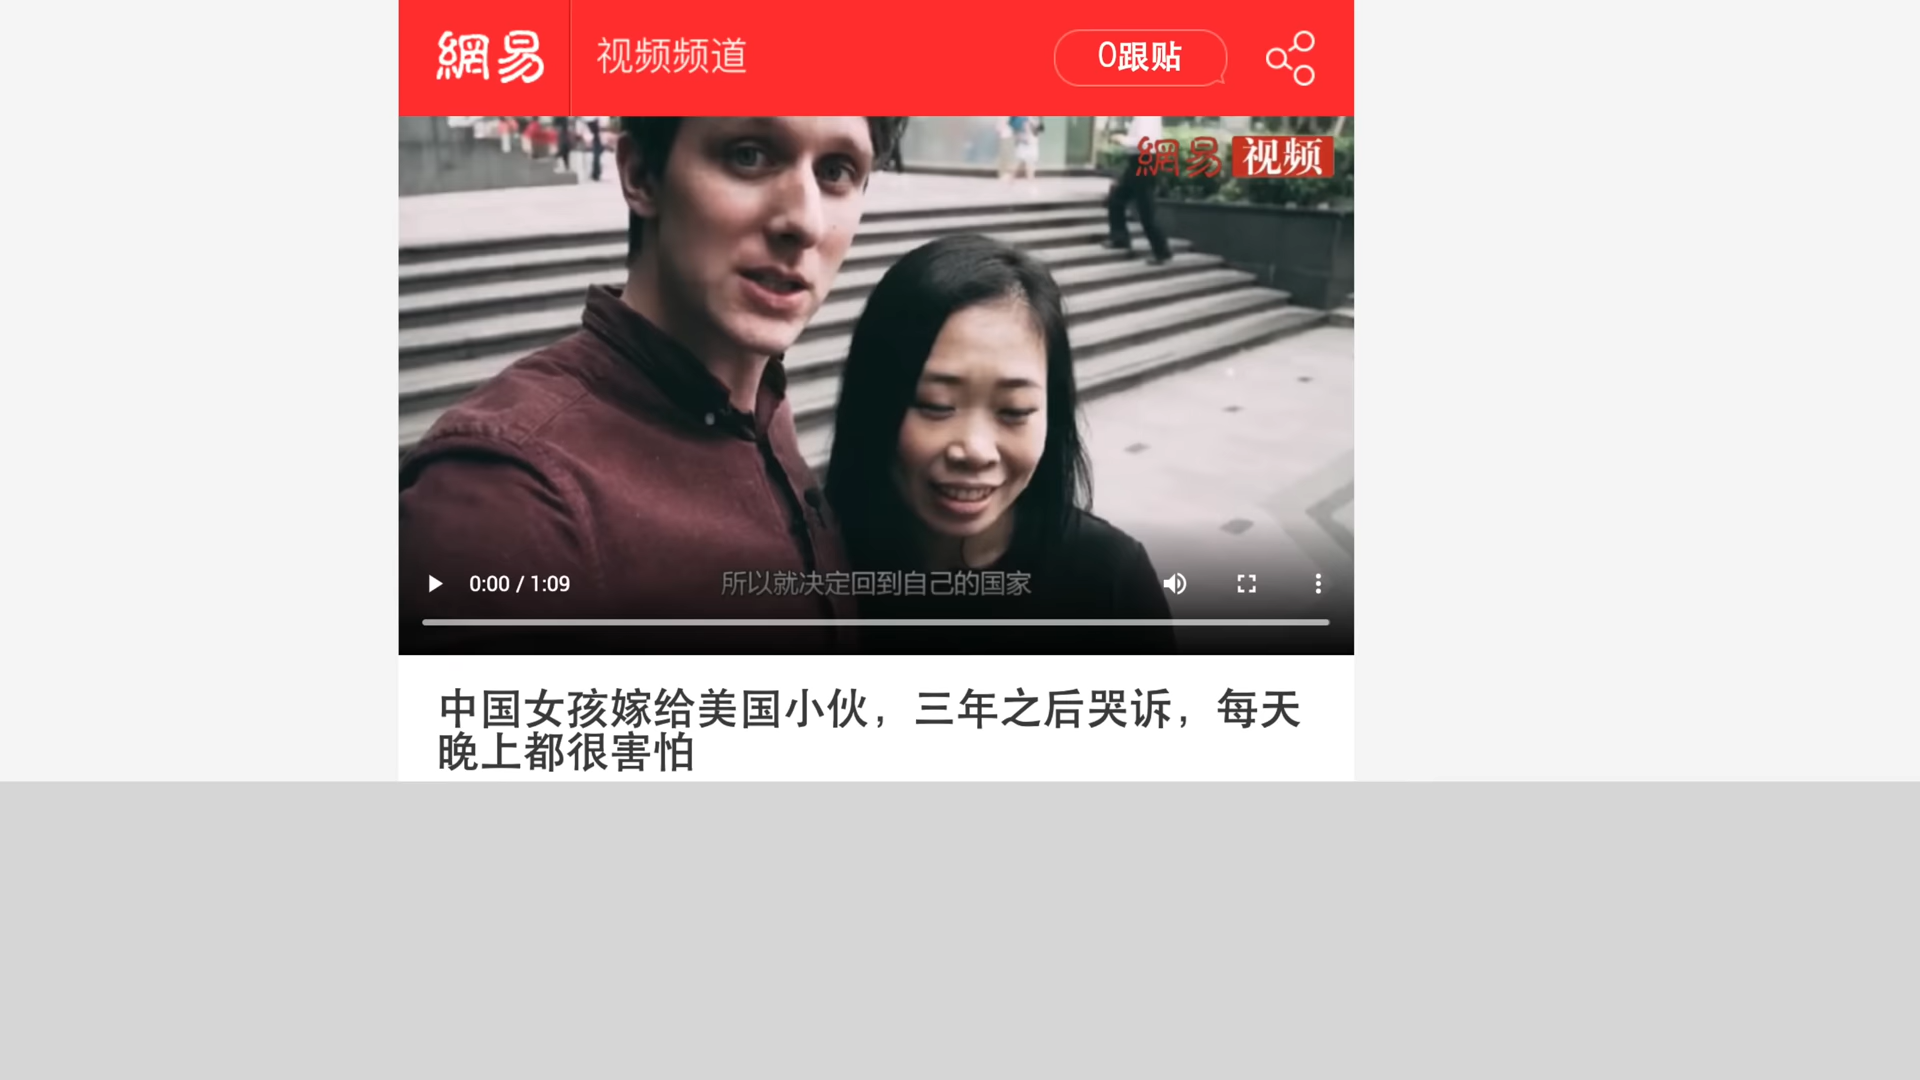 網易
视频频道
0跟贴
網易 视频
0:00 / 1:09
所以就决定回到自己的国家
中国女孩嫁给美国小伙，三年之后哭诉，每天
晚上都很害怕